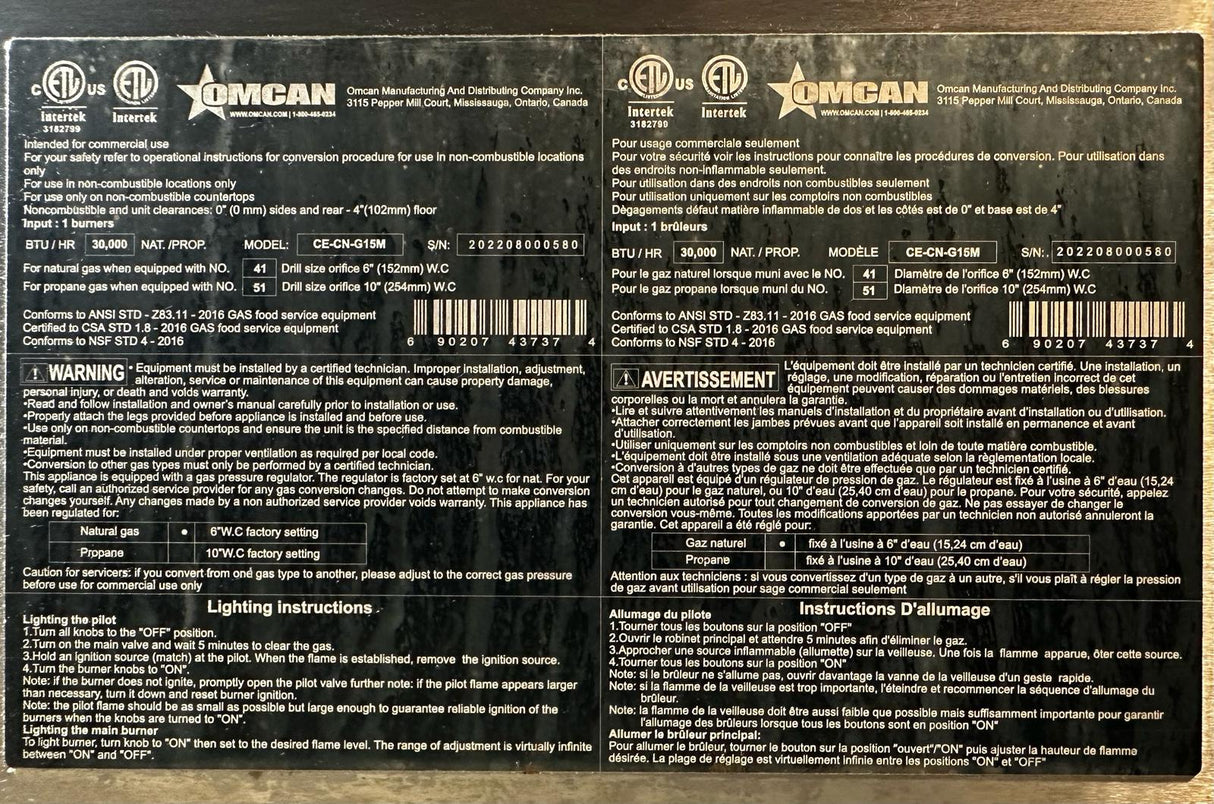 C ETL US
Intertek
3182799
ETL
Intertek
OMCAN
WWW.OMCAN.COM | 1-800-465-0234
Omcan Manufacturing And Distributing Company Inc.
3115 Pepper Mill Court, Mississauga, Ontario, Canada
Intended for commercial use
For your safety refer to operational instructions for conversion procedure for use in non-combustible locations
only
For use in non-combustible locations only
For use only on non-combustible countertops
Noncombustible and unit clearances: 0" (0 mm) sides and rear - 4"(102mm) floor
Input : 1 burners
BTU / HR 30,000 NAT. /PROP. MODEL: CE-CN-G15M S/N: 202208000580
For natural gas when equipped with NO. 41 Drill size orifice 6" (152mm) W.C
For propane gas when equipped with NO. 51 Drill size orifice 10" (254mm) W.C
Conforms to ANSI STD - Z83.11 - 2016 GAS food service equipment
Certified to CSA STD 1.8 - 2016 GAS food service equipment
Conforms to NSF STD 4 - 2016
6 90207 43737 4
WARNING • Equipment must be installed by a certified technician. Improper installation, adjustment,
alteration, service or maintenance of this equipment can cause property damage,
personal injury, or death and voids warranty.
•Read and follow installation and owner's manual carefully prior to installation or use.
•Properly attach the legs provided before appliance is installed and before use.
•Use only on non-combustible countertops and ensure the unit is the specified distance from combustible
material.
•Equipment must be installed under proper ventilation as required per local code.
•Conversion to other gas types must only be performed by a certified technician.
This appliance is equipped with a gas pressure regulator. The regulator is factory set at 6" w.c for nat. For your
safety, call an authorized service provider for any gas conversion changes. Do not attempt to make conversion
changes yourself. Any changes made by a non authorized service provider voids warranty. This appliance has
been regulated for:
Natural gas • 6"W.C factory setting
Propane 10"W.C factory setting
Caution for servicers: if you convert from one gas type to another, please adjust to the correct gas pressure
before use for commercial use only
Lighting instructions
Lighting the pilot
1.Turn all knobs to the "OFF" position.
2.Turn on the main valve and wait 5 minutes to clear the gas.
3.Hold an ignition source (match) at the pilot. When the flame is established, remove the ignition source.
4.Turn the burner knobs to "ON".
Note: if the burner does not ignite, promptly open the pilot valve further note: if the pilot flame appears larger
than necessary, turn it down and reset burner ignition.
Note: the pilot flame should be as small as possible but large enough to guarantee reliable ignition of the
burners when the knobs are turned to "ON".
Lighting the main burner
To light burner, turn knob to "ON" then set to the desired flame level. The range of adjustment is virtually infinite
between "ON" and "OFF".
C ETL US
Intertek
3182799
ETL
Intertek
OMCAN
WWW.OMCAN.COM | 1-800-465-0234
Omcan Manufacturing And Distributing Company Inc.
3115 Pepper Mill Court, Mississauga, Ontario, Canada
Pour usage commerciale seulement
Pour votre sécurité voir les instructions pour connaître les procédures de conversion. Pour utilisation dans
des endroits non-inflammable seulement.
Pour utilisation dans des endroits non combustibles seulement
Pour utilisation uniquement sur les comptoirs non combustibles
Dègagements défaut matière inflammable de dos et les côtés est de 0" et base est de 4"
Input : 1 brûleurs
BTU / HR 30,000 NAT. / PROP. MODÈLE CE-CN-G15M S/N:. 202208000580
Pour le gaz naturel lorsque muni avec le NO. 41 Diamètre de l'orifice 6" (152mm) W.C
Pour le gaz propane lorsque muni du NO. 51 Diamètre de l'orifice 10" (254mm) W.C
Conforms to ANSI STD - Z83.11 - 2016 GAS food service equipment
Certified to CSA STD 1.8 - 2016 GAS food service equipment
Conforms to NSF STD 4 - 2016
6 90207 43737 4
AVERTISSEMENT L'équipement doit être installé par un technicien certifié. Une installation, un
réglage, une modification, réparation ou l'entretien incorrect de cet
équipement peuvent causer des dommages matériels, des blessures
corporelles ou la mort et annulera la garantie.
•Lire et suivre attentivement les manuels d'installation et du propriétaire avant d'installation ou d'utilisation.
•Attacher correctement les jambes prévues avant que l'appareil soit installé en permanence et avant
d'utilisation.
•Utiliser uniquement sur les comptoirs non combustibles et loin de toute matière combustible.
•L'équipement doit être installé sous une ventilation adéquate selon la règlementation locale.
•Conversion à d'autres types de gaz ne doit être effectuée que par un technicien certifié.
Cet appareil est équipé d'un régulateur de pression de gaz. Le régulateur est fixé à l'usine à 6" d'eau (15,24
cm d'eau) pour le gaz naturel, ou 10" d'eau (25,40 cm d'eau) pour le propane. Pour votre sécurité, appelez
un technicien autorisé pour tout changement de conversion de gaz. Ne pas essayer de changer le
conversion vous-même. Toutes les modifications apportées par un technicien non autorisé annuleront la
garantie. Cet appareil a été réglé pour:
Gaz naturel • fixé à l'usine à 6" d'eau (15,24 cm d'eau)
Propane fixé à l'usine à 10" d'eau (25,40 cm d'eau)
Attention aux techniciens : si vous convertissez d'un type de gaz à un autre, s'il vous plaît à régler la pression
de gaz avant utilisation pour sage commercial seulement
Instructions D'allumage
Allumage du pilote
1.Tourner tous les boutons sur la position "OFF"
2.Ouvrir le robinet principal et attendre 5 minutes afin d'éliminer le gaz.
3.Approcher une source inflammable (allumette) sur la veilleuse. Une fois la flamme apparue, ôter cette source.
4.Tourner tous les boutons sur la position "ON"
Note: si le brûleur ne s'allume pas, ouvrir davantage la vanne de la veilleuse d'un geste rapide.
Note: si la flamme de la veilleuse est trop importante, l'éteindre et recommencer la séquence d'allumage du
brûleur.
Note: la flamme de la veilleuse doit être aussi faible que possible mais suffisamment importante pour garantir
l'allumage des brûleurs lorsque tous les boutons sont en position "ON"
Allumer le brûleur principal:
Pour allumer le brûleur, tourner le bouton sur la position "ouvert"/"ON" puis ajuster la hauteur de flamme
désirée. La plage de réglage est virtuellement infinie entre les positions "ON" et "OFF"